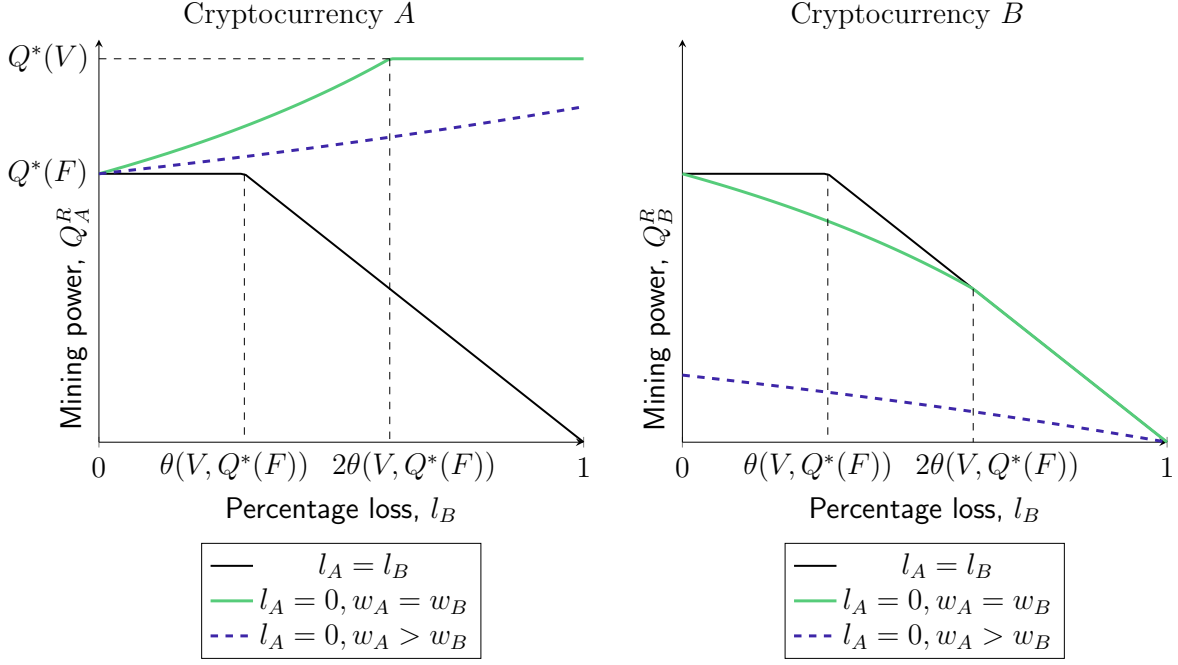 Cryptocurrency A
Q*(V)
Q*(F)
Mining power, Q_A^R
0
θ(V, Q*(F))
2θ(V, Q*(F))
1
Percentage loss, l_B
l_A = l_B
l_A = 0, w_A = w_B
l_A = 0, w_A > w_B
Cryptocurrency B
Mining power, Q_B^R
0
θ(V, Q*(F))
2θ(V, Q*(F))
1
Percentage loss, l_B
l_A = l_B
l_A = 0, w_A = w_B
l_A = 0, w_A > w_B